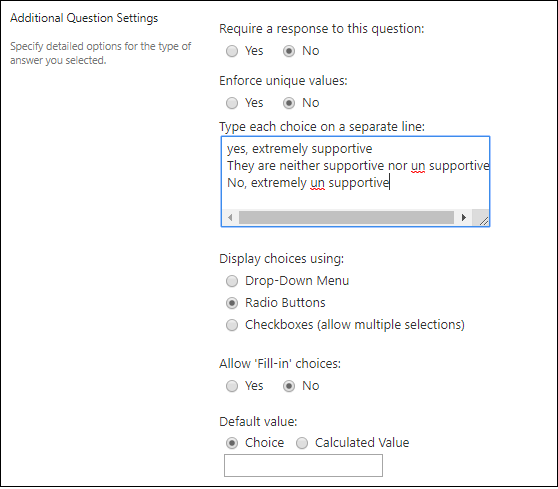 Additional Question Settings
Specify detailed options for the type of
answer you selected.
Require a response to this question:
Yes No
Enforce unique values:
Yes No
Type each choice on a separate line:
yes, extremely supportive
They are neither supportive nor un supportive
No, extremely un supportive
Display choices using:
Drop-Down Menu
Radio Buttons
Checkboxes (allow multiple selections)
Allow 'Fill-in' choices:
Yes No
Default value:
Choice Calculated Value